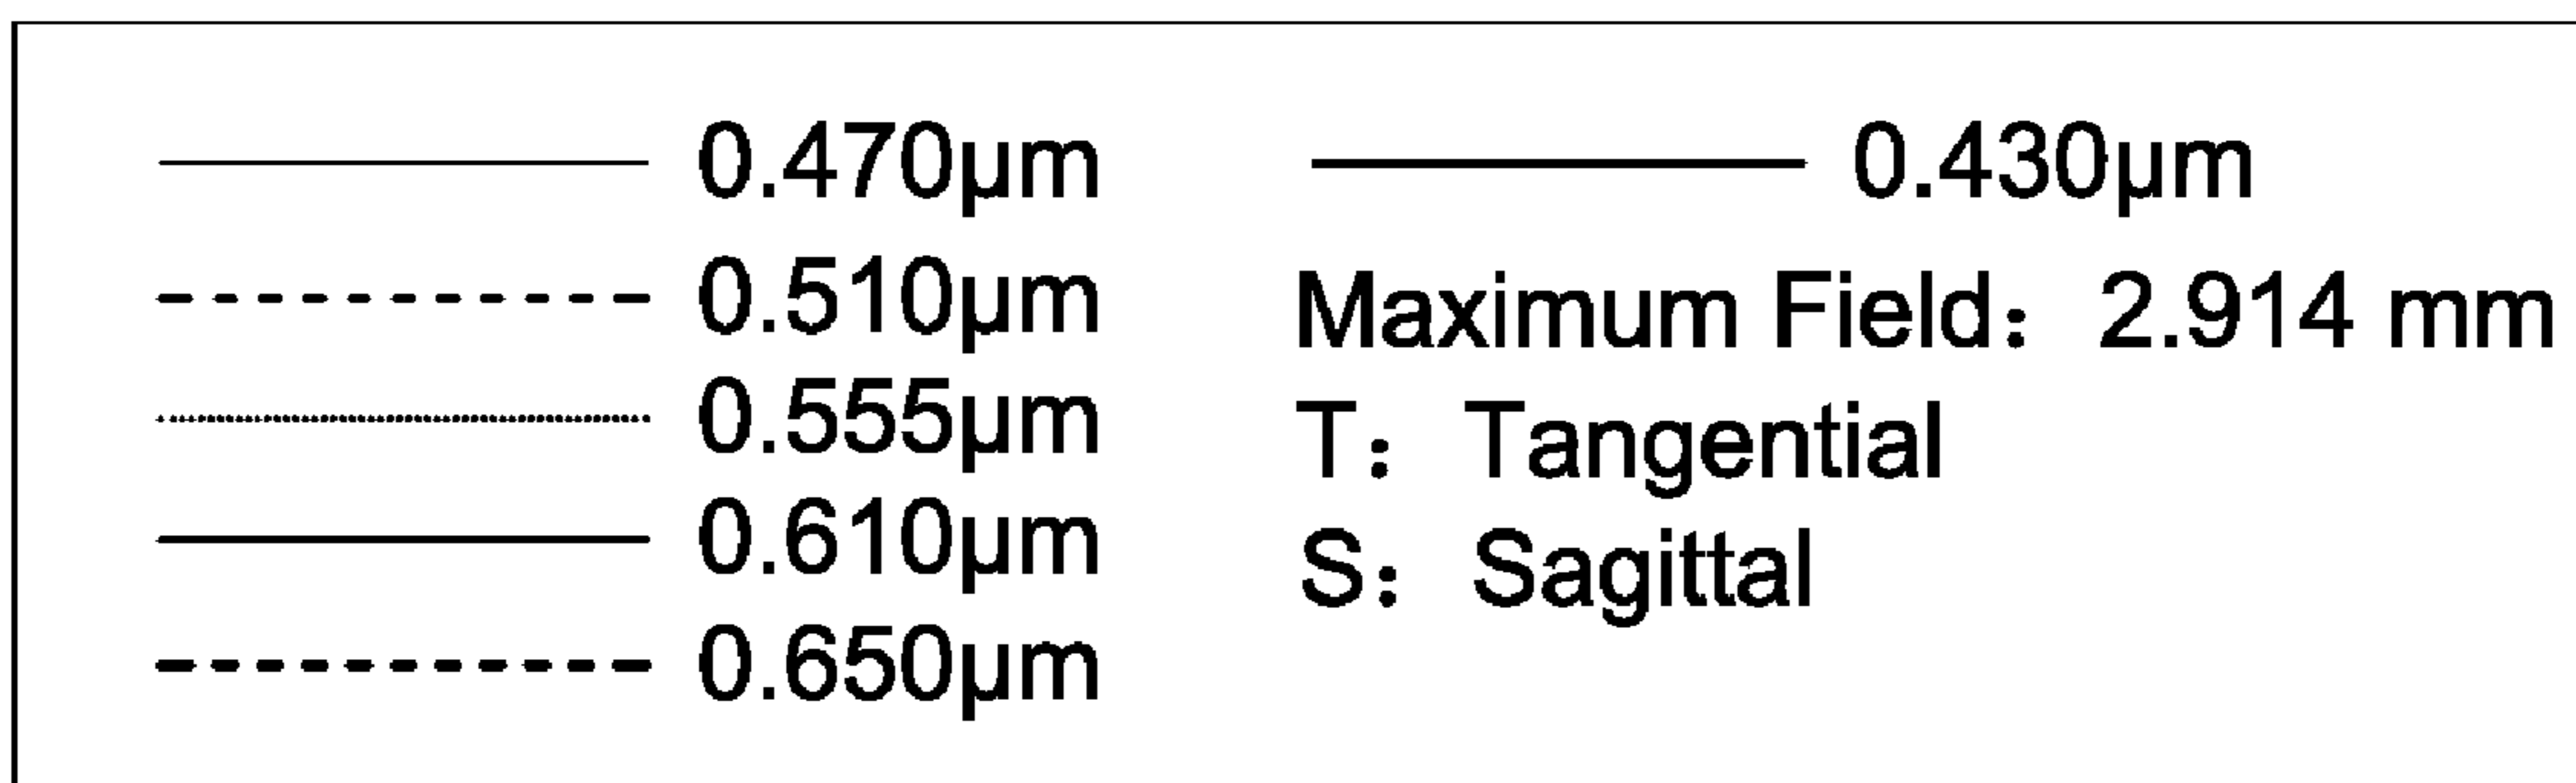 0.470μm
0.510μm
0.555μm
0.610μm
0.650μm
0.430μm
Maximum Field：2.914 mm
T：Tangential
S：Sagittal